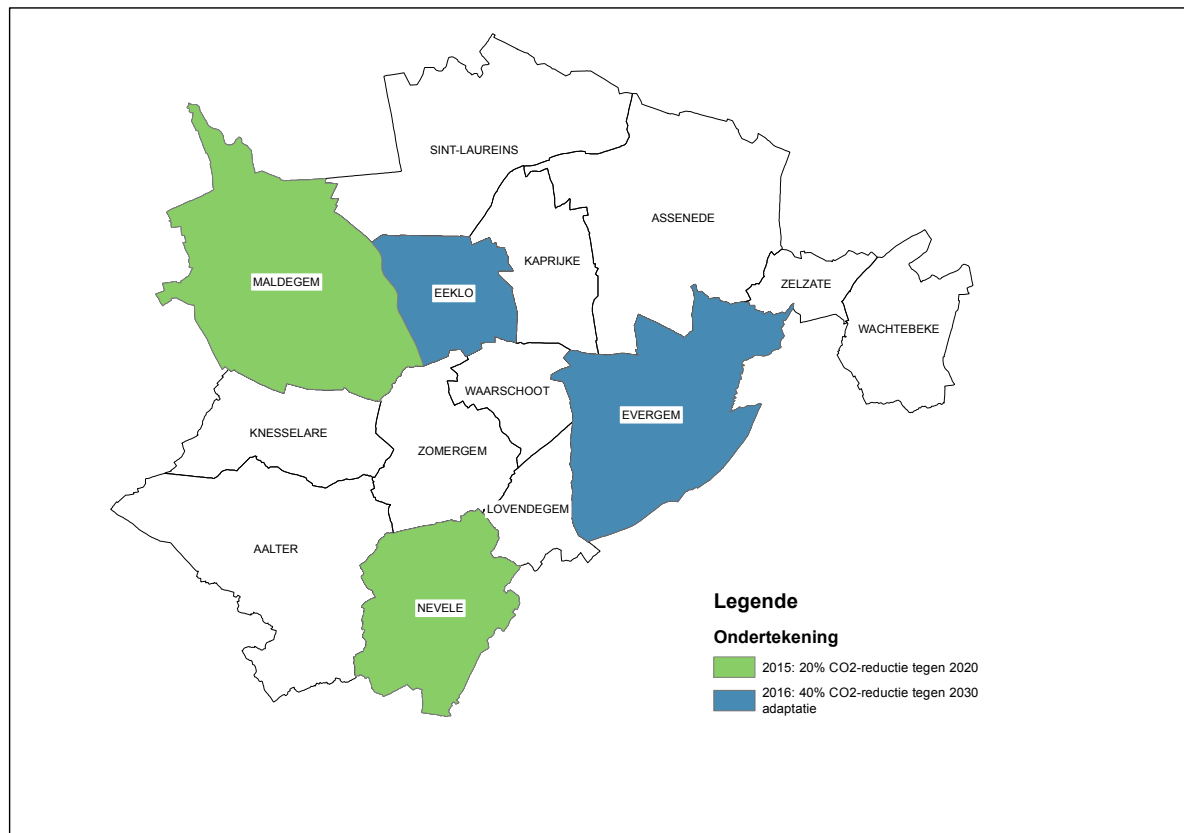 SINT-LAUREINS
ASSENEDE
KAPRIJKE
MALDEGEM
EEKLO
ZELZATE
WACHTEBEKE
WAARSCHOOT
EVERGEM
KNESSELARE
ZOMERGEM
LOVENDEGEM
AALTER
NEVELE
Legende
Ondertekening
2015: 20% CO2-reductie tegen 2020
2016: 40% CO2-reductie tegen 2030
adaptatie